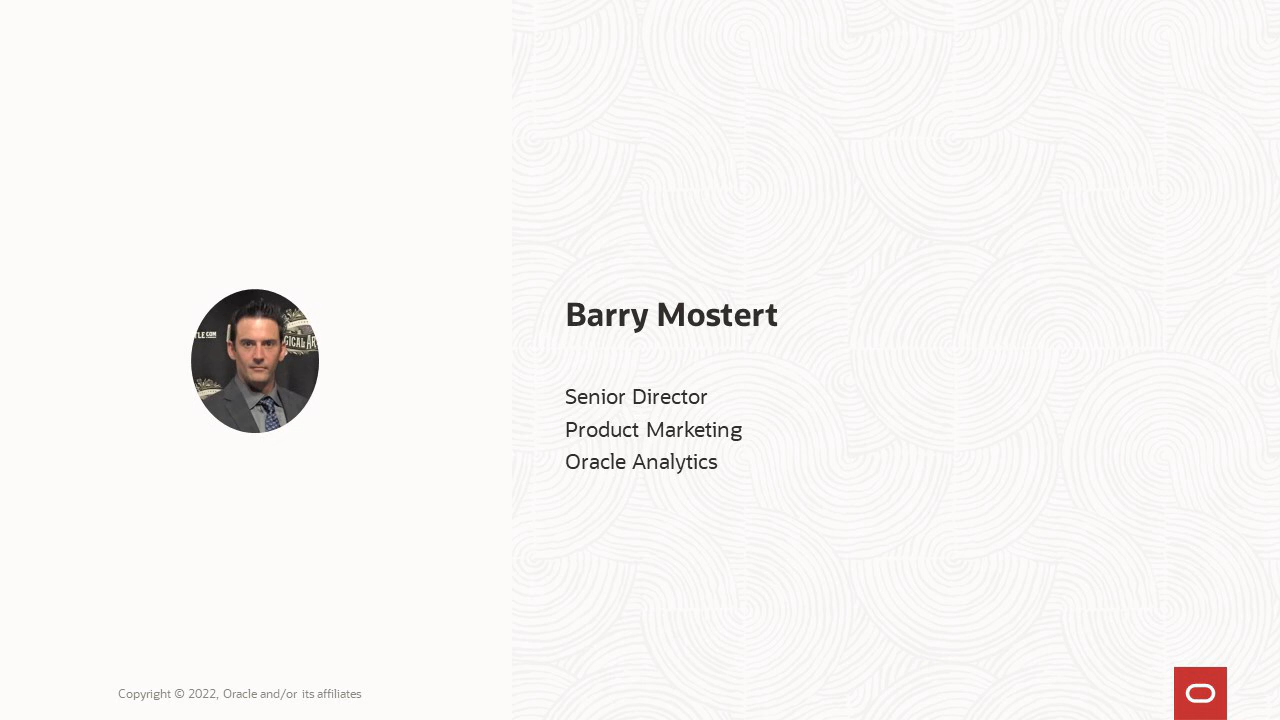 Barry Mostert
Senior Director
Product Marketing
Oracle Analytics
Copyright © 2022, Oracle and/or its affiliates